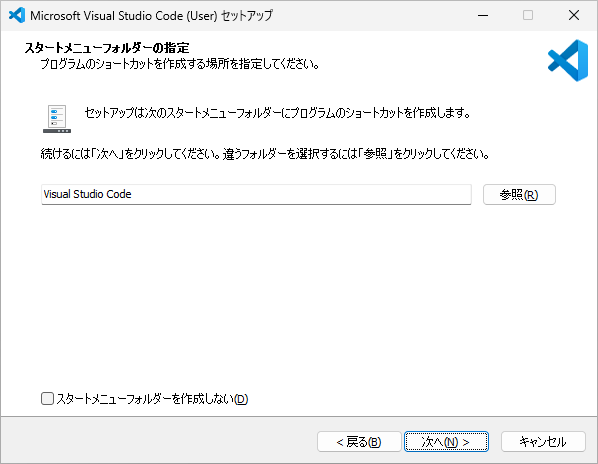 Microsoft Visual Studio Code (User) セットアップ
スタートメニューフォルダーの指定
プログラムのショートカットを作成する場所を指定してください。
セットアップは次のスタートメニューフォルダーにプログラムのショートカットを作成します。
続けるには「次へ」をクリックしてください。違うフォルダーを選択するには「参照」をクリックしてください。
Visual Studio Code 参照(R)
スタートメニューフォルダーを作成しない(D)
< 戻る(B) 次へ(N) > キャンセル